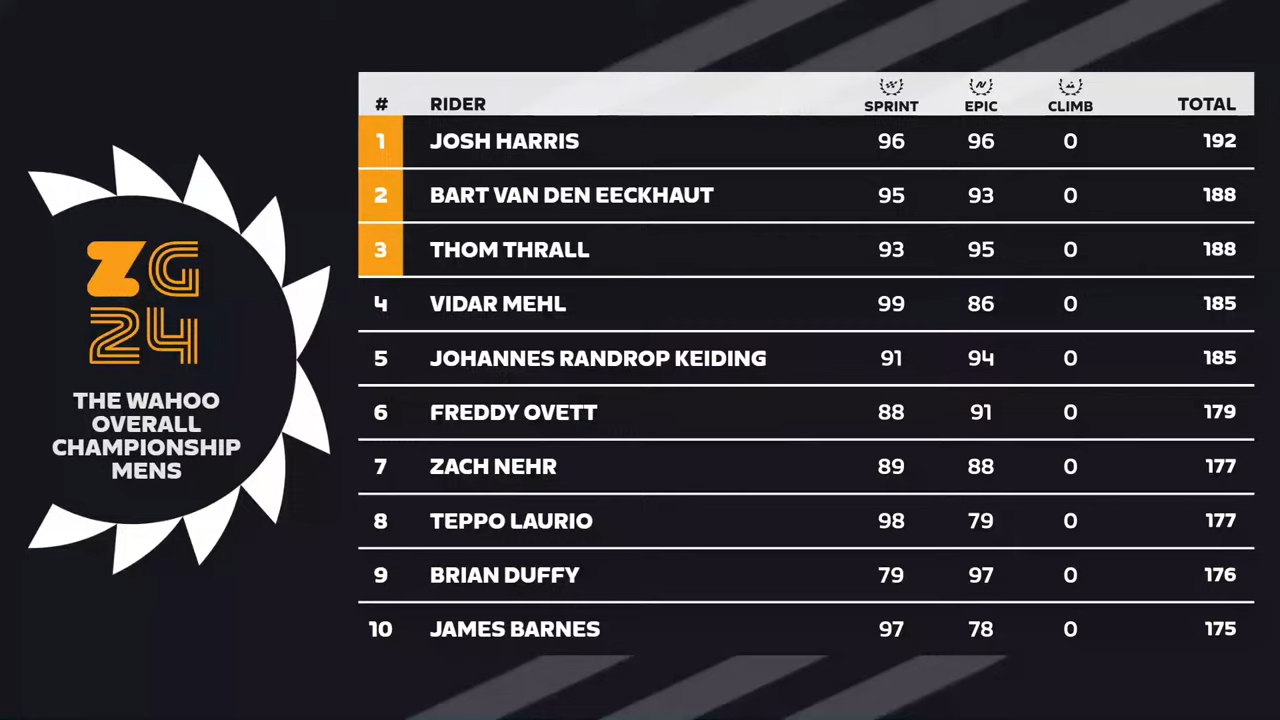 ZG
24
THE WAHOO
OVERALL
CHAMPIONSHIP
MENS
# RIDER SPRINT EPIC CLIMB TOTAL
1 JOSH HARRIS 96 96 0 192
2 BART VAN DEN EECKHAUT 95 93 0 188
3 THOM THRALL 93 95 0 188
4 VIDAR MEHL 99 86 0 185
5 JOHANNES RANDROP KEIDING 91 94 0 185
6 FREDDY OVETT 88 91 0 179
7 ZACH NEHR 89 88 0 177
8 TEPPO LAURIO 98 79 0 177
9 BRIAN DUFFY 79 97 0 176
10 JAMES BARNES 97 78 0 175